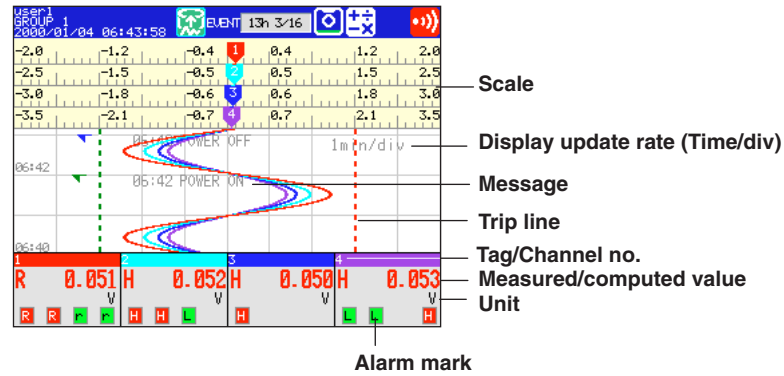 user1
GROUP 1
2000/01/04 06:43:58
EVENT 13h 3/16
-2.0 -1.2 -0.4 1 0.4 1.2 2.0
-2.5 -1.5 -0.5 2 0.5 1.5 2.5
-3.0 -1.8 -0.6 3 0.6 1.8 3.0
-3.5 -2.1 -0.7 4 0.7 2.1 3.5
Scale
POWER OFF
1min/div
Display update rate (Time/div)
06:42
06:42 POWER ON
Message
Trip line
06:40
1 2 3 4
Tag/Channel no.
R 0.051 H 0.052 H 0.050 H 0.053
Measured/computed value
V V V V
Unit
R R r r H H L H L L H
Alarm mark